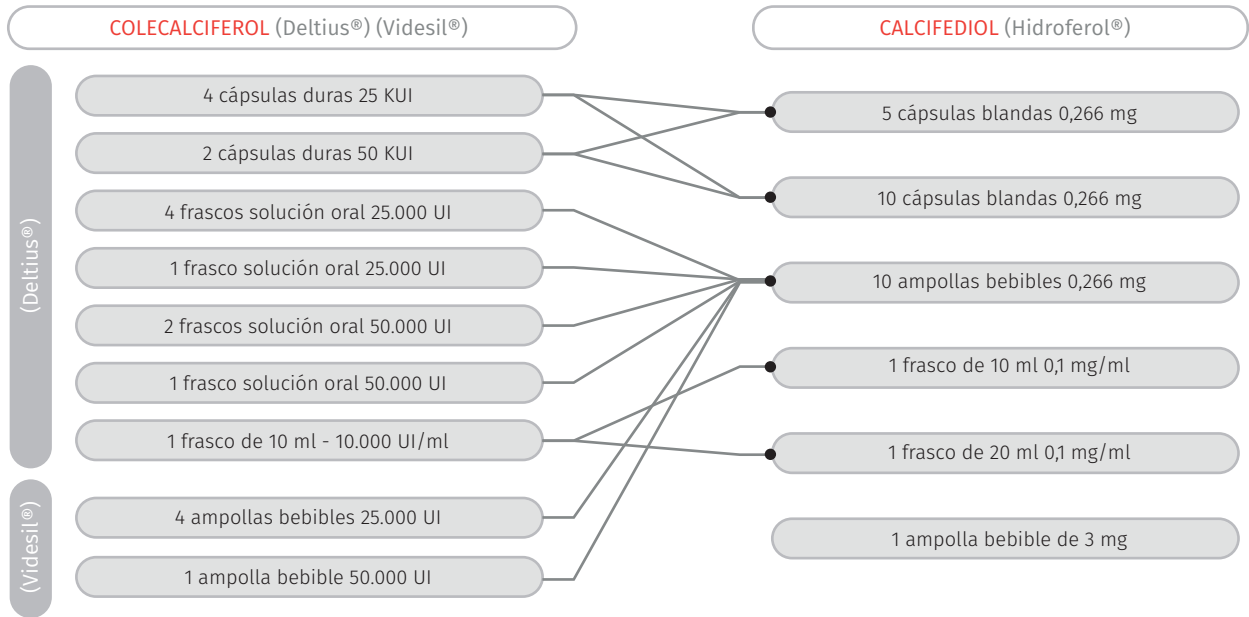 COLECALCIFEROL (Deltius®) (Videsil®)
CALCIFEDIOL (Hidroferol®)
(Deltius®)
4 cápsulas duras 25 KUI
2 cápsulas duras 50 KUI
4 frascos solución oral 25.000 UI
1 frasco solución oral 25.000 UI
2 frascos solución oral 50.000 UI
1 frasco solución oral 50.000 UI
1 frasco de 10 ml - 10.000 UI/ml
(Videsil®)
4 ampollas bebibles 25.000 UI
1 ampolla bebible 50.000 UI
5 cápsulas blandas 0,266 mg
10 cápsulas blandas 0,266 mg
10 ampollas bebibles 0,266 mg
1 frasco de 10 ml 0,1 mg/ml
1 frasco de 20 ml 0,1 mg/ml
1 ampolla bebible de 3 mg